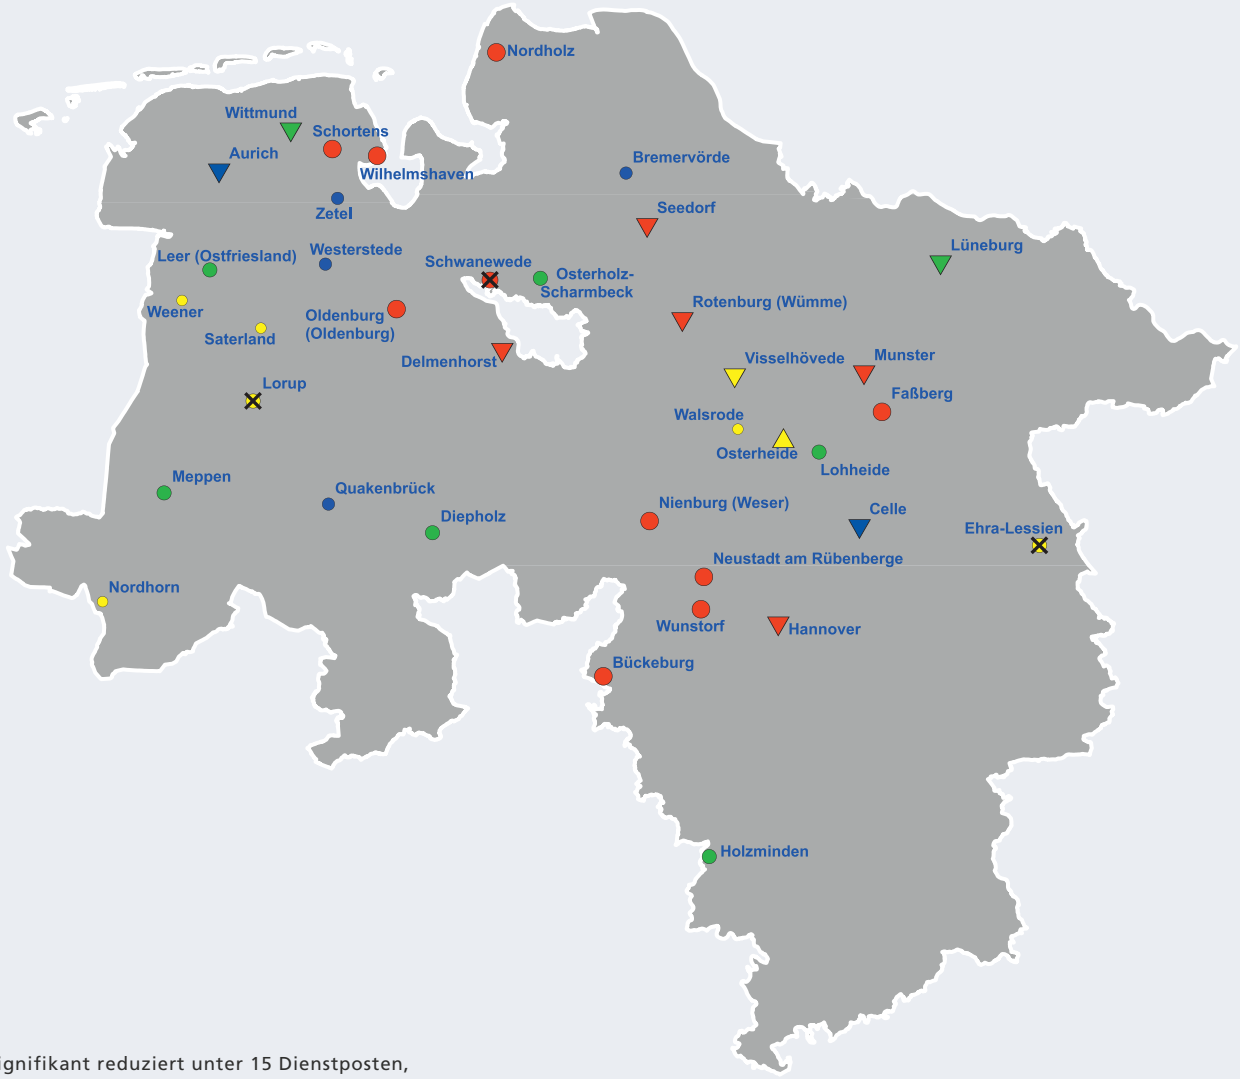 Nordholz
Wittmund
Schortens
Aurich
Wilhelmshaven
Bremervörde
Zetel
Seedorf
Leer (Ostfriesland)
Westerstede
Schwanewede
Osterholz-
Scharmbeck
Lüneburg
Weener
Saterland
Oldenburg
(Oldenburg)
Rotenburg (Wümme)
Delmenhorst
Visselhövede
Munster
Lorup
Faßberg
Walsrode
Osterheide
Lohheide
Meppen
Quakenbrück
Diepholz
Nienburg (Weser)
Celle
Ehra-Lessien
Neustadt am Rübenberge
Nordhorn
Wunstorf
Hannover
Bückeburg
Holzminden
ignifikant reduziert unter 15 Dienstposten,